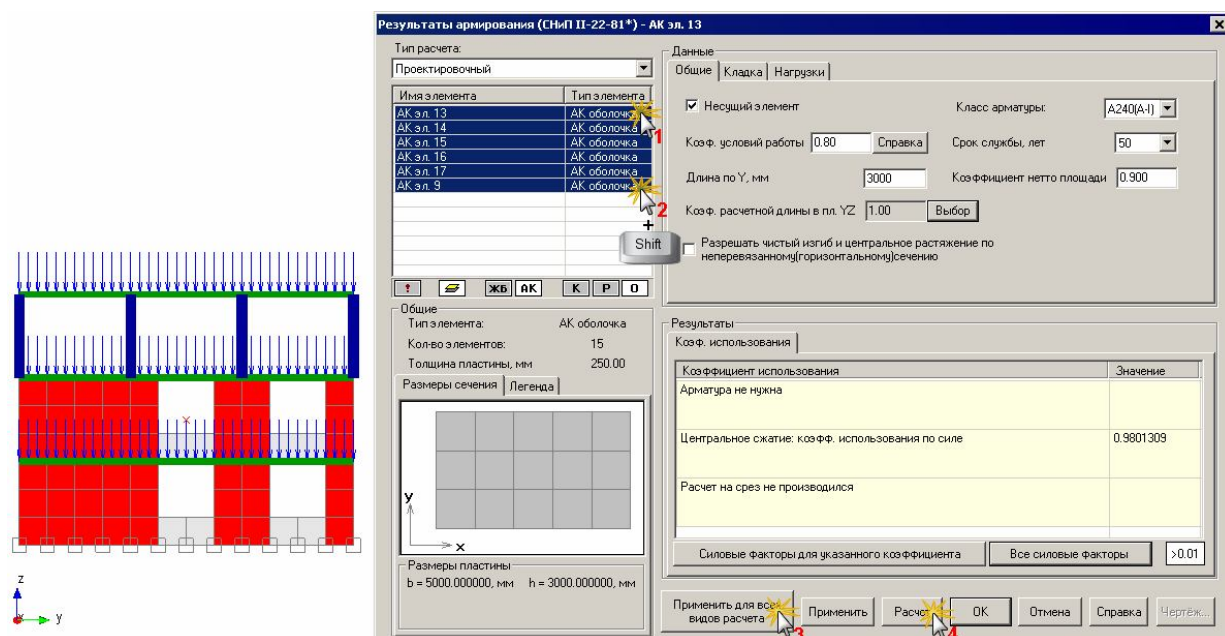 Результаты армирования (СНиП II-22-81*) - АК эл. 13
Тип расчета:
Проектировочный
Имя элемента Тип элемента
АК эл. 13 АК оболочка
АК эл. 14 АК оболочка
АК эл. 15 АК оболочка
АК эл. 16 АК оболочка
АК эл. 17 АК оболочка
АК эл. 9 АК оболочка
1
2
Shift
! ЖБ АК К Р О
Общие
Тип элемента: АК оболочка
Кол-во элементов: 15
Толщина пластины, мм 250.00
Размеры сечения Легенда
y
x
Размеры пластины
b = 5000.000000, мм h = 3000.000000, мм
Данные
Общие Кладка Нагрузки
Несущий элемент Класс арматуры: A240(A-I)
Коэф. условий работы 0.80 Справка Срок службы, лет 50
Длина по Y, мм 3000 Коэффициент нетто площади 0.900
Коэф. расчетной длины в пл. YZ 1.00 Выбор
Разрешать чистый изгиб и центральное растяжение по
неперевязанному(горизонтальному)сечению
Результаты
Коэф. использования
Коэффициент использования Значение
Арматура не нужна
Центральное сжатие: коэфф. использования по силе 0.9801309
Расчет на срез не производился
Силовые факторы для указанного коэффициента Все силовые факторы >0.01
Применить для всех
видов расчета
3
Применить Расчет
4
OK Отмена Справка Чертёж...
z
x
y